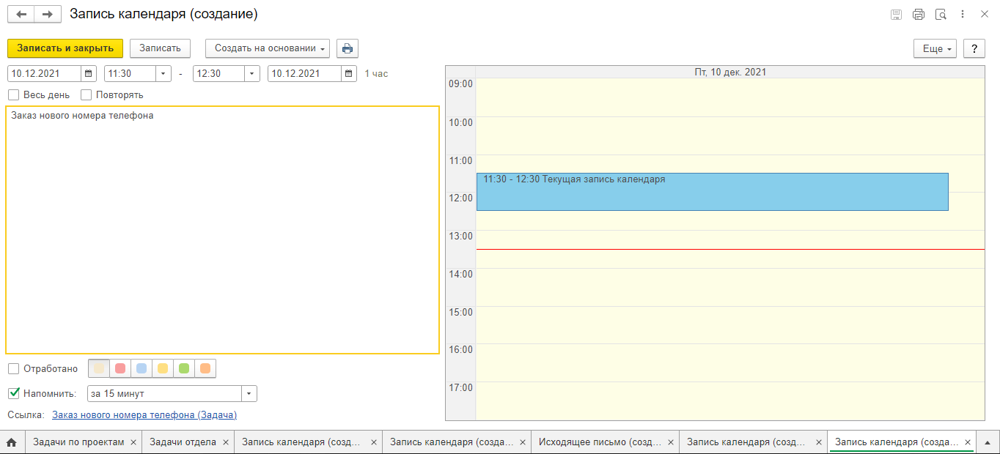 Запись календаря (создание)
Записать и закрыть Записать Создать на основании Еще ?
10.12.2021 11:30 - 12:30 10.12.2021 1 час
Весь день Повторять
Заказ нового номера телефона
Пт, 10 дек. 2021
09:00
10:00
11:00
11:30 - 12:30 Текущая запись календаря
12:00
13:00
14:00
15:00
16:00
17:00
Отработано
Напомнить: за 15 минут
Ссылка: Заказ нового номера телефона (Задача)
Задачи по проектам Задачи отдела Запись календаря (созд... Запись календаря (созда... Исходящее письмо (созд... Запись календаря (созд... Запись календаря (созда...